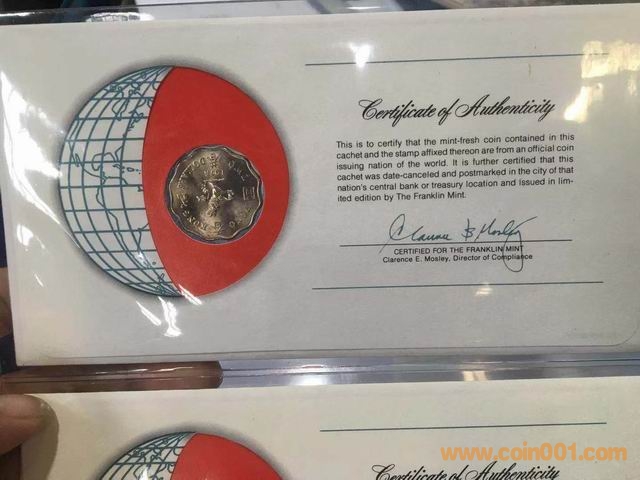 Certificate of Authenticity
This is to certify that the mint-fresh coin contained in this
cachet and the stamp affixed thereon are from an official coin
issuing nation of the world. It is further certified that this
cachet was date-canceled and postmarked in the city of that
nation's central bank or treasury location and issued in lim-
ited edition by The Franklin Mint.
CERTIFIED FOR THE FRANKLIN MINT
Clarence E. Mosley, Director of Compliance
www.coin001.com
Certificate of Authenticity